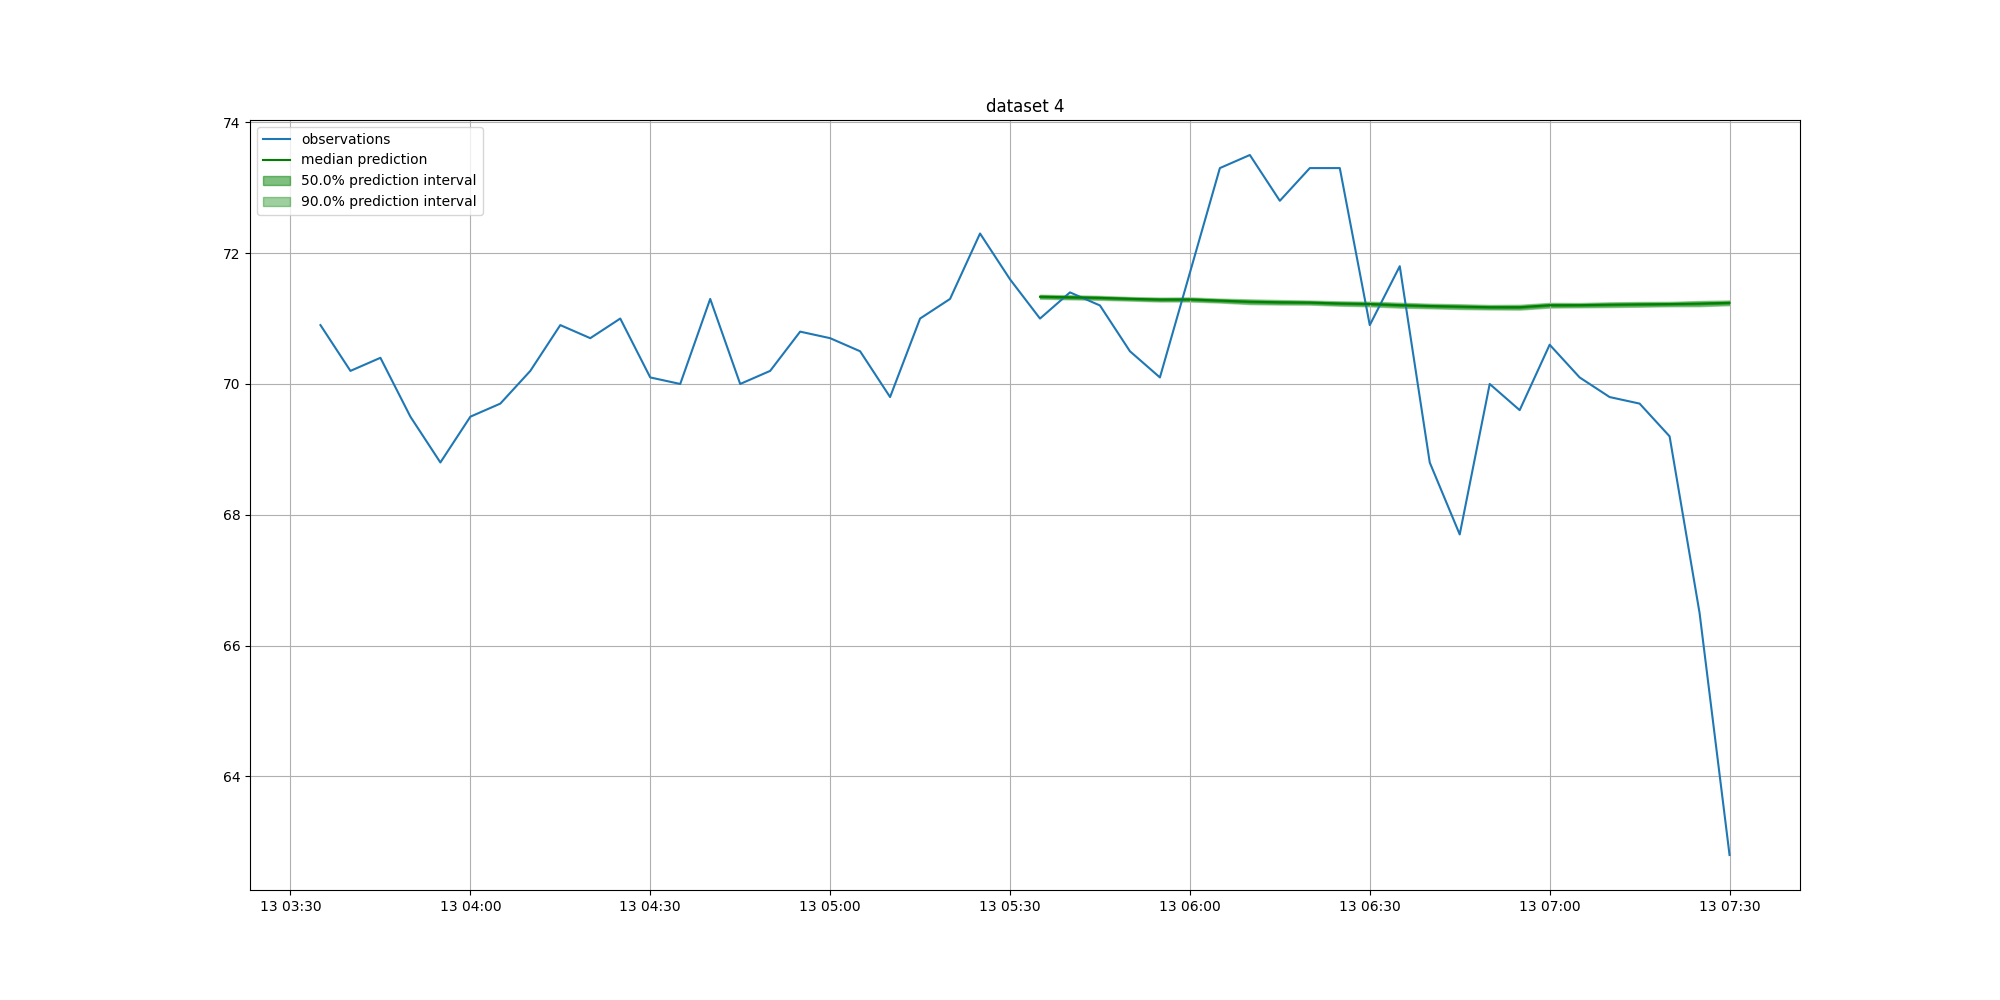 dataset 4
74
observations
median prediction
50.0% prediction interval
90.0% prediction interval
72
70
68
66
64
13 03:30 13 04:00 13 04:30 13 05:00 13 05:30 13 06:00 13 06:30 13 07:00 13 07:30